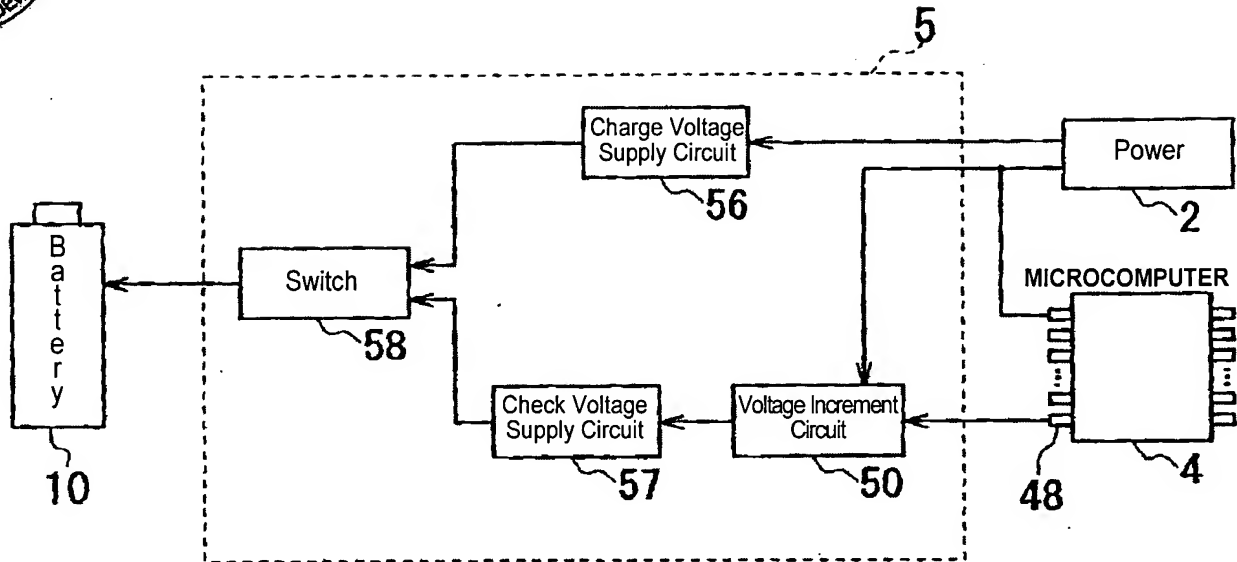 5
Charge Voltage
Supply Circuit
56
Power
2
Battery
10
Switch
58
MICROCOMPUTER
Check Voltage
Supply Circuit
57
Voltage Increment
Circuit
50
48
4